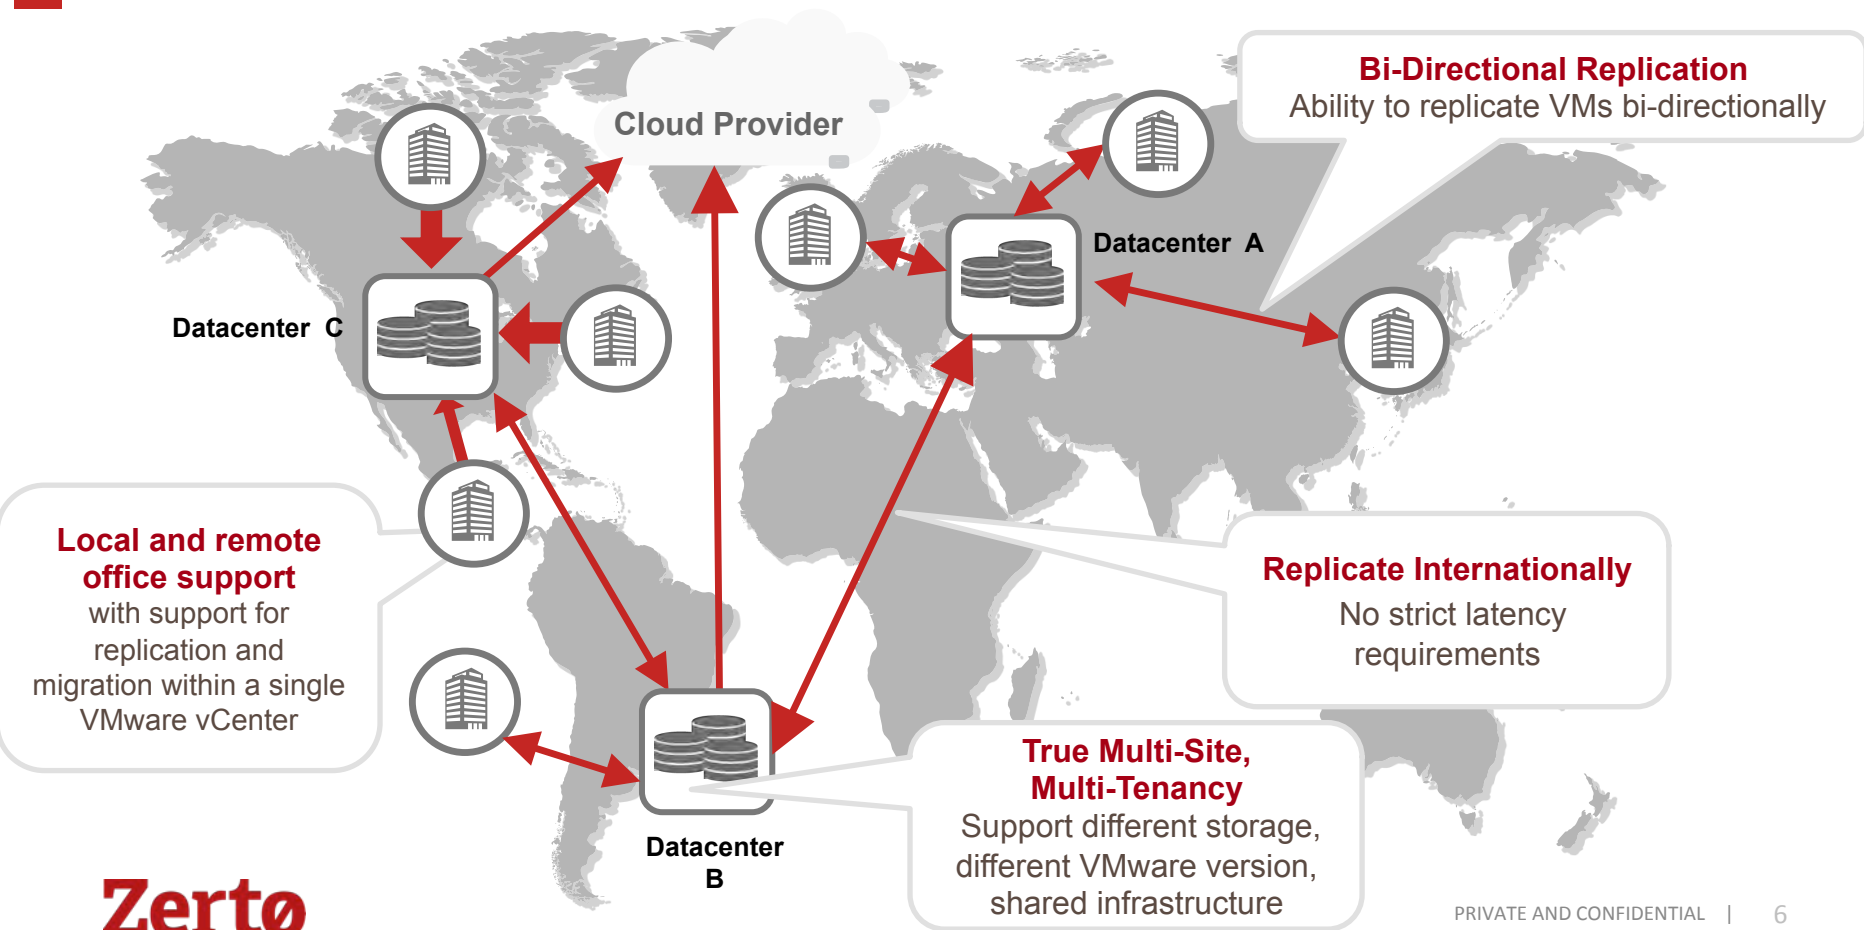 Bi-Directional Replication
Ability to replicate VMs bi-directionally
Cloud Provider
Datacenter A
Datacenter C
Local and remote
office support
with support for
replication and
migration within a single
VMware vCenter
Replicate Internationally
No strict latency
requirements
True Multi-Site,
Multi-Tenancy
Support different storage,
different VMware version,
shared infrastructure
Datacenter
B
Zertø
PRIVATE AND CONFIDENTIAL | 6